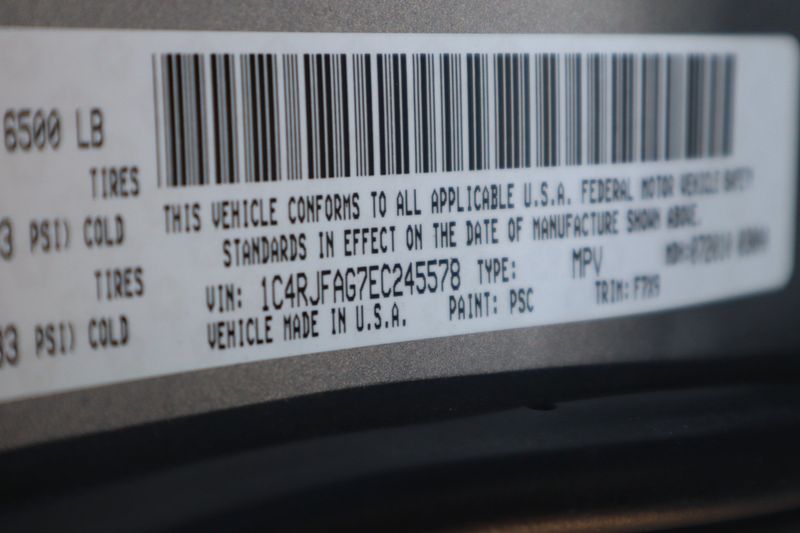 6500 LB
TIRES
3 PSI) COLD
TIRES
33 PSI) COLD
THIS VEHICLE CONFORMS TO ALL APPLICABLE U.S.A. FEDERAL MOTOR VEHICLE SAFETY
STANDARDS IN EFFECT ON THE DATE OF MANUFACTURE SHOWN ABOVE.
VIN: 1C4RJFAG7EC245578 TYPE: MPV
VEHICLE MADE IN U.S.A. PAINT: PSC TRIM: